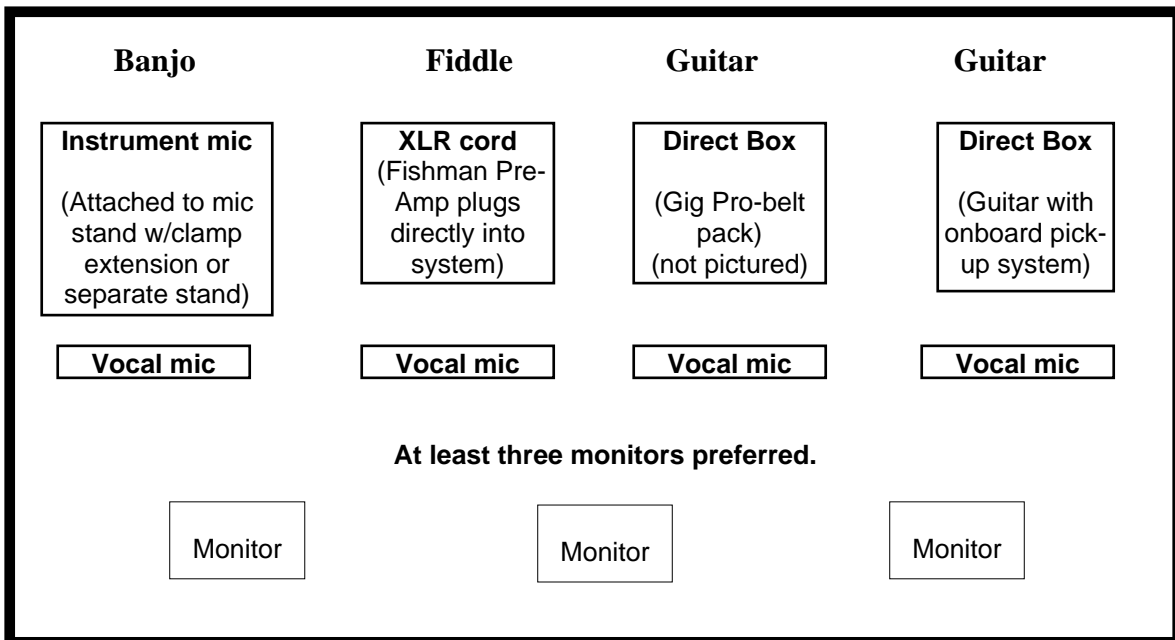 Banjo
Fiddle
Guitar
Guitar
Instrument mic
(Attached to mic
stand w/clamp
extension or
separate stand)
XLR cord
(Fishman Pre-
Amp plugs
directly into
system)
Direct Box
(Gig Pro-belt
pack)
(not pictured)
Direct Box
(Guitar with
onboard pick-
up system)
Vocal mic
Vocal mic
Vocal mic
Vocal mic
At least three monitors preferred.
Monitor
Monitor
Monitor